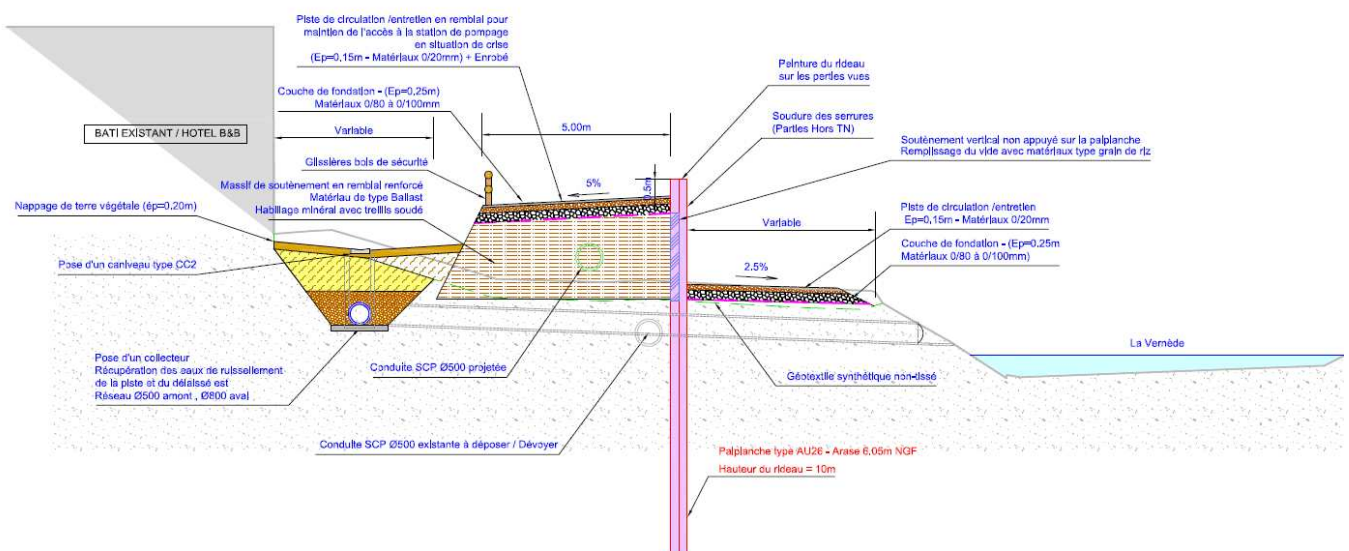 Piste de circulation /entretien en remblai pour
maintien de l'accès à la station de pompage
en situation de crise
(Ep=0,15m - Matériaux 0/20mm) + Enrobé
Peinture du rideau
sur les parties vues
Couche de fondation - (Ep=0,25m)
Matériaux 0/80 à 0/100mm
Soudure des serrures
(Parties Hors TN)
BATI EXISTANT / HOTEL B&B
Variable
5,00m
Soutènement vertical non appuyé sur la palplanche
Remplissage du vide avec matériaux type grain de riz
Glissières bois de sécurité
Massif de soutènement en remblai renforcé
Matériau de type Ballast
Habillage minéral avec treillis soudé
5%
0.5m
Nappage de terre végétale (ép=0,20m)
Variable
Piste de circulation /entretien
Ep=0,15m - Matériaux 0/20mm
Couche de fondation - (Ep=0,25m
Matériaux 0/80 à 0/100mm)
Pose d'un caniveau type CC2
2.5%
La Vernède
Pose d'un collecteur
Récupération des eaux de ruissellement
de la piste et du délaissé est
Réseau Ø500 amont , Ø800 aval
Conduite SCP Ø500 projetée
Géotextile synthétique non-tissé
Conduite SCP Ø500 existante à déposer / Dévoyer
Palplanche type AU26 - Arase 6,05m NGF
Hauteur du rideau = 10m